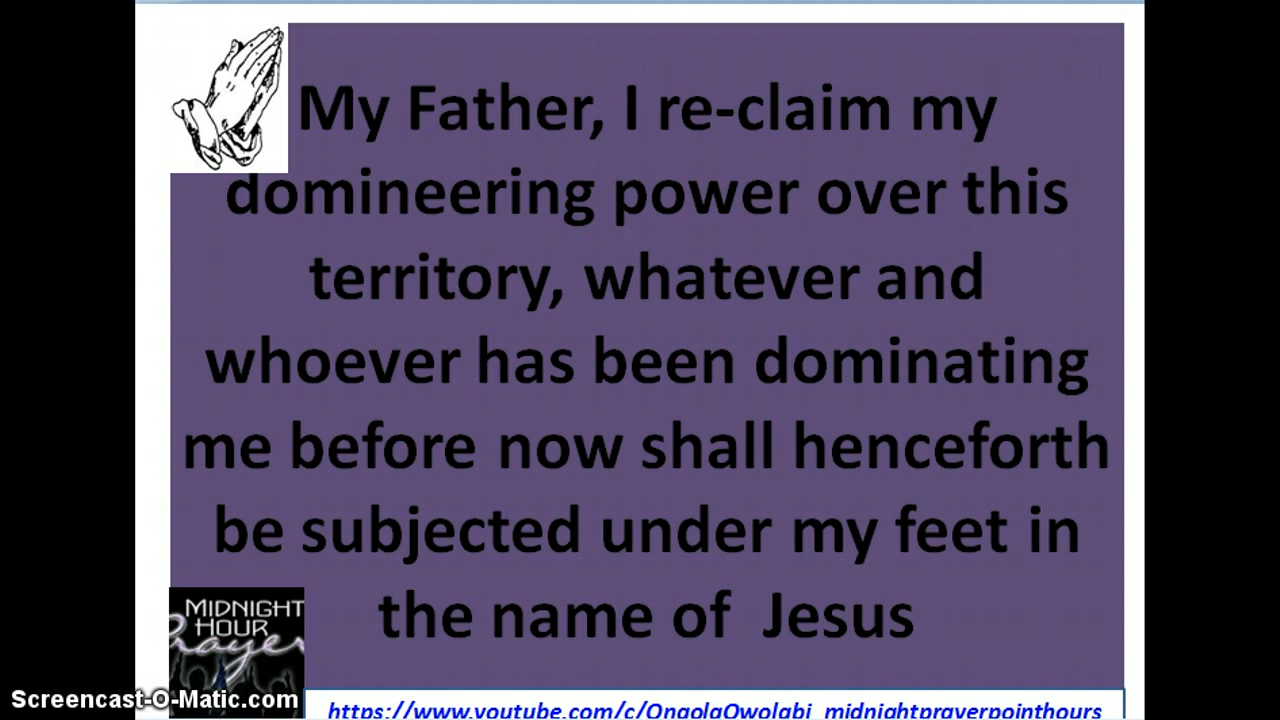 My Father, I re-claim my
domineering power over this
territory, whatever and
whoever has been dominating
me before now shall henceforth
be subjected under my feet in
the name of Jesus
MIDNIGHT
HOUR
Prayer
Screencast-O-Matic.com
https://www.youtube.com/c/OngolaOwolabi_midnightprayerpointhours